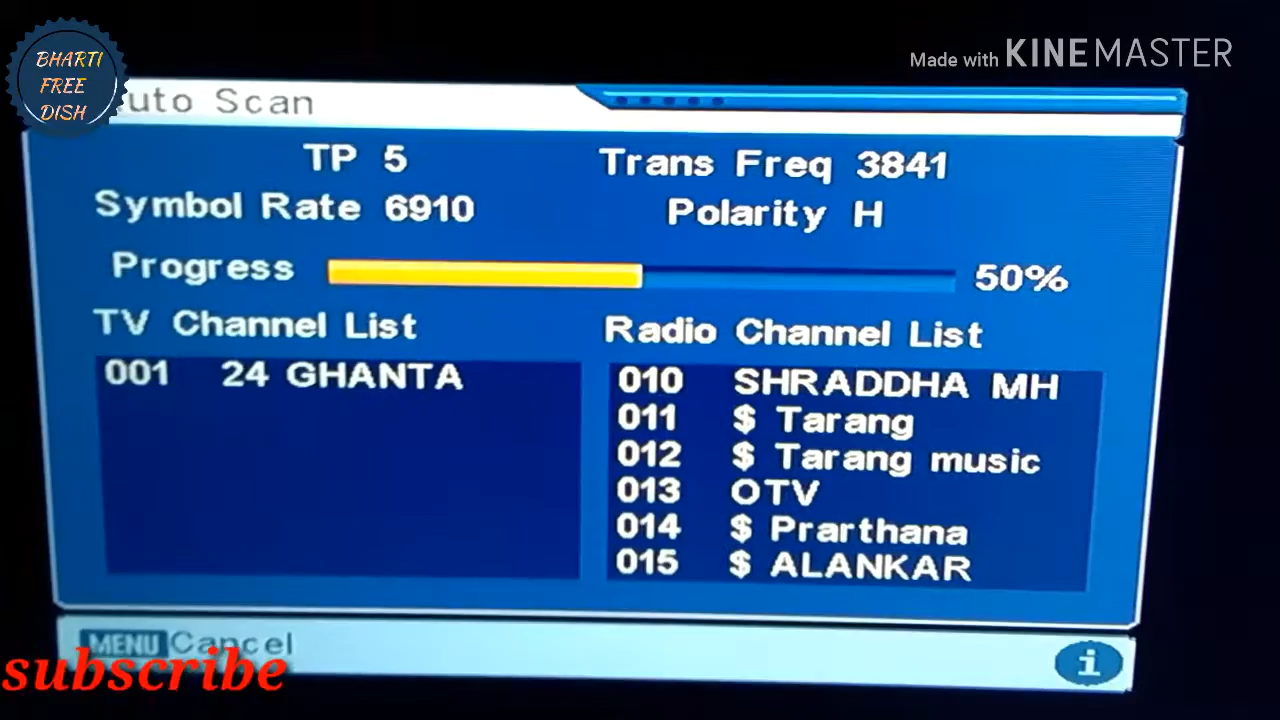 BHARTI
FREE
DISH
Made with KINEMASTER
uto Scan
TP 5
Trans Freq 3841
Symbol Rate 6910
Polarity H
Progress
50%
TV Channel List
Radio Channel List
001 24 GHANTA
010 SHRADDHA MH
011 $ Tarang
012 $ Tarang music
013 OTV
014 $ Prarthana
015 $ ALANKAR
MENU Cancel
i
subscribe